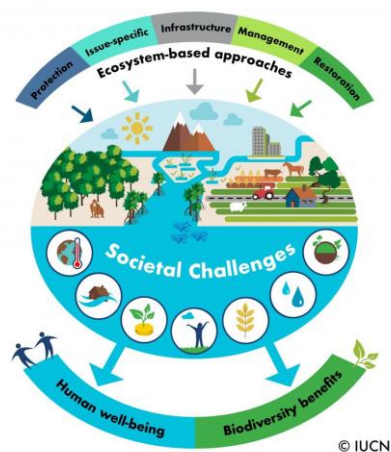 Protection
Issue-specific
Infrastructure
Management
Restoration
Ecosystem-based approaches
Societal Challenges
Human well-being
Biodiversity benefits
© IUCN